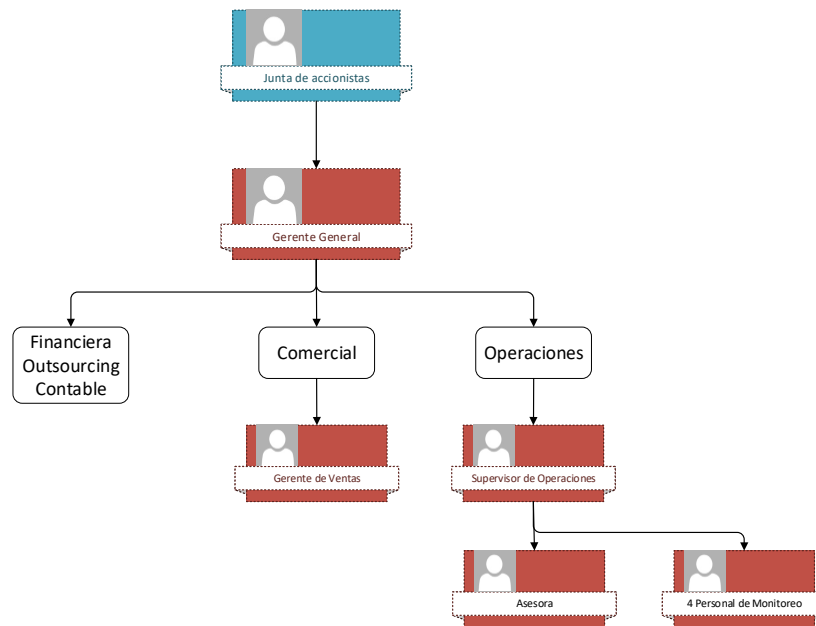 Junta de accionistas
Gerente General
Financiera
Outsourcing
Contable
Comercial
Operaciones
Gerente de Ventas
Supervisor de Operaciones
Asesora
4 Personal de Monitoreo